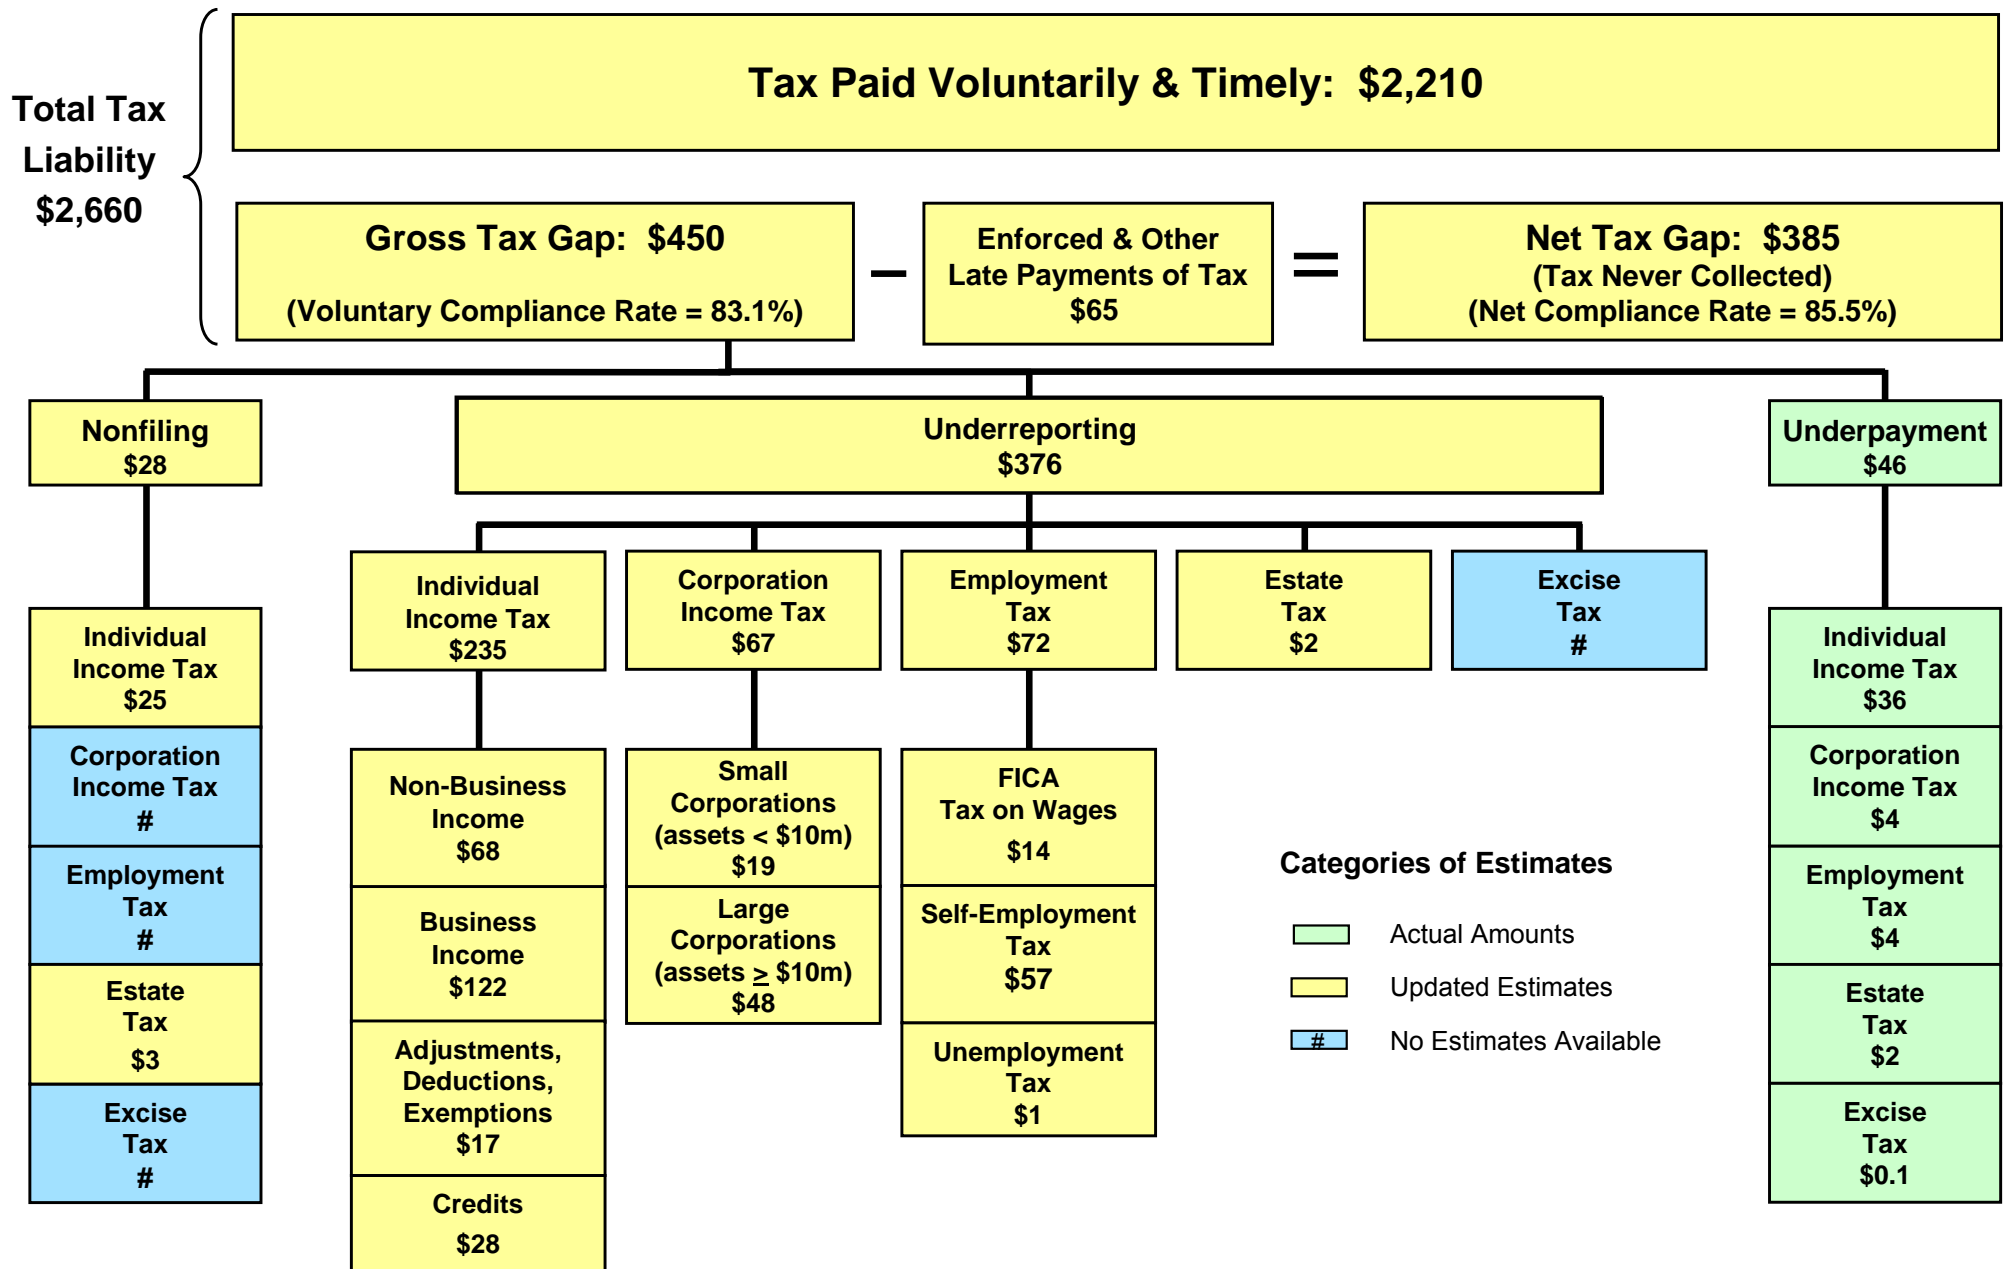 Total Tax
Liability
$2,660
Tax Paid Voluntarily & Timely: $2,210
Gross Tax Gap: $450
(Voluntary Compliance Rate = 83.1%)
–
Enforced & Other
Late Payments of Tax
$65
=
Net Tax Gap: $385
(Tax Never Collected)
(Net Compliance Rate = 85.5%)
Nonfiling
$28
Underreporting
$376
Underpayment
$46
Individual
Income Tax
$25
Corporation
Income Tax
#
Employment
Tax
#
Estate
Tax
$3
Excise
Tax
#
Individual
Income Tax
$235
Corporation
Income Tax
$67
Employment
Tax
$72
Estate
Tax
$2
Excise
Tax
#
Non-Business
Income
$68
Business
Income
$122
Adjustments,
Deductions,
Exemptions
$17
Credits
$28
Small
Corporations
(assets < $10m)
$19
Large
Corporations
(assets ≥ $10m)
$48
FICA
Tax on Wages
$14
Self-Employment
Tax
$57
Unemployment
Tax
$1
Categories of Estimates
Actual Amounts
Updated Estimates
# No Estimates Available
Individual
Income Tax
$36
Corporation
Income Tax
$4
Employment
Tax
$4
Estate
Tax
$2
Excise
Tax
$0.1